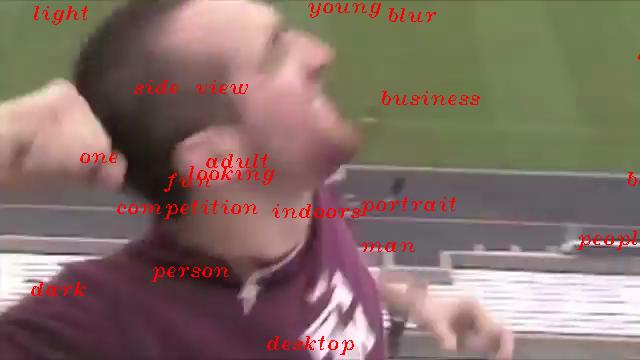 light
young
blur
side view
business
one
adult
looking
fun
competition
indoors
portrait
man
peopl
person
dark
desktop